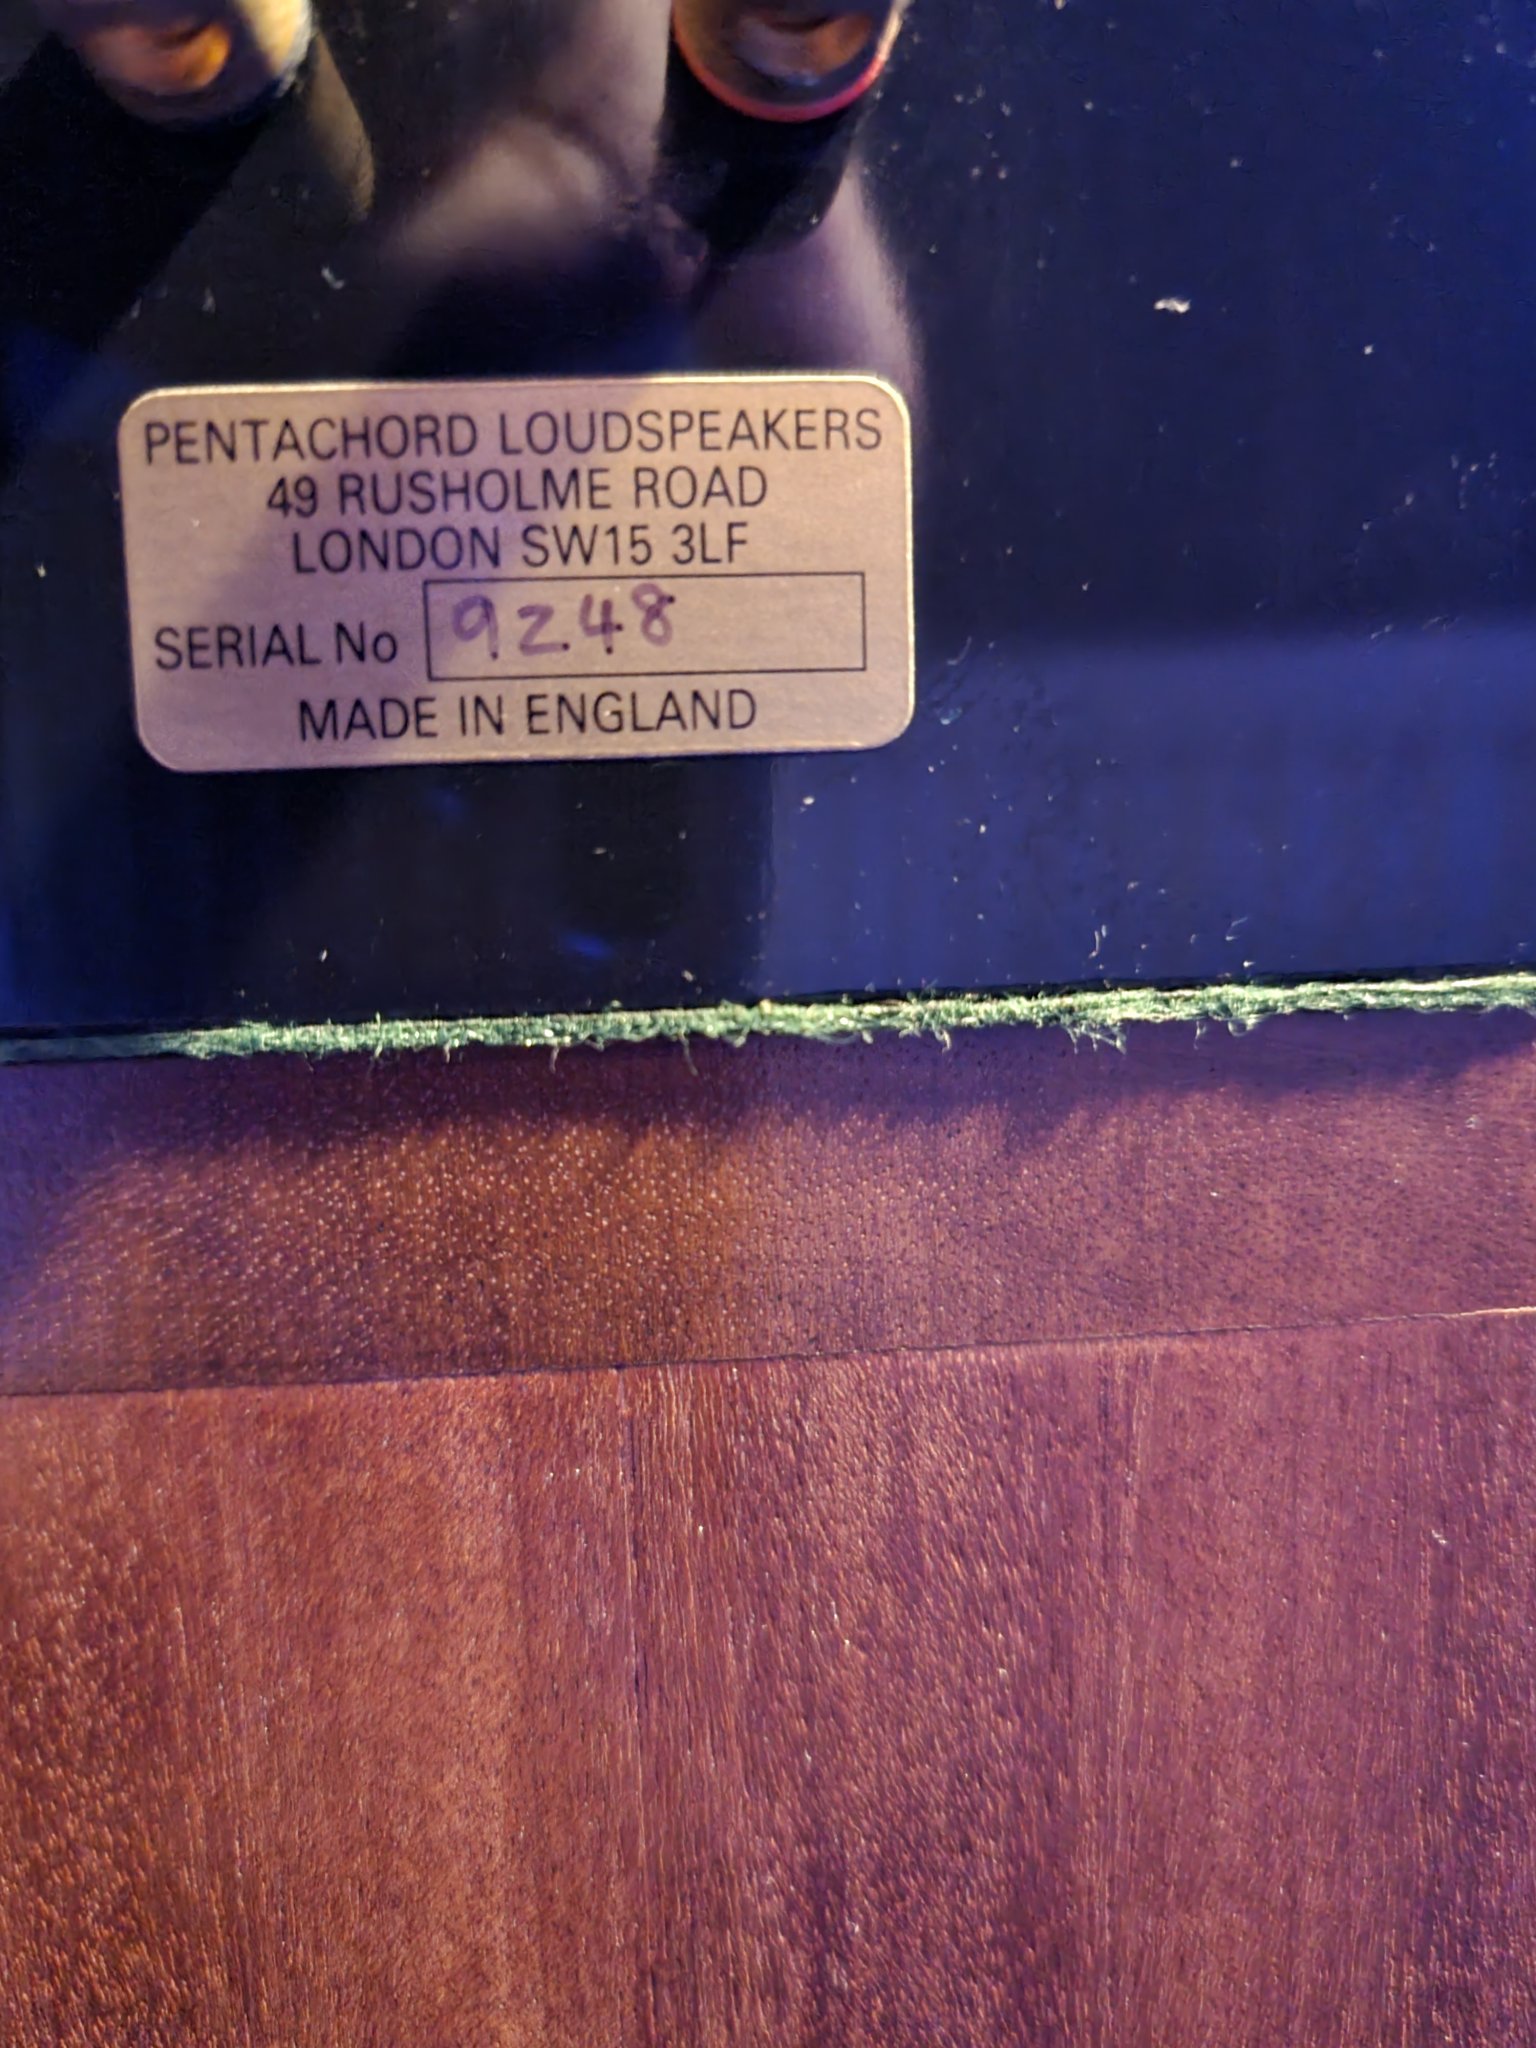 PENTACHORD LOUDSPEAKERS
49 RUSHOLME ROAD
LONDON SW15 3LF
SERIAL No 9248
MADE IN ENGLAND